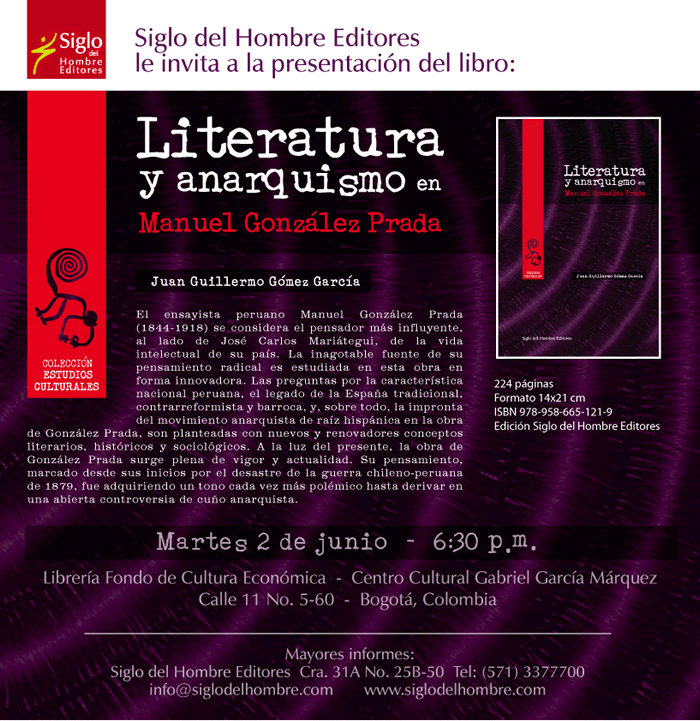 Siglo
del
Hombre
Editores
Siglo del Hombre Editores
le invita a la presentación del libro:
Literatura
y anarquismo en
Manuel González Prada
Juan Guillermo Gómez García
El ensayista peruano Manuel González Prada
(1844-1918) se considera el pensador más influyente,
al lado de José Carlos Mariátegui, de la vida
intelectual de su país. La inagotable fuente de su
pensamiento radical es estudiada en esta obra en
forma innovadora. Las preguntas por la característica
nacional peruana, el legado de la España tradicional,
contrarreformista y barroca, y, sobre todo, la impronta
del movimiento anarquista de raíz hispánica en la obra
de González Prada, son planteadas con nuevos y renovadores conceptos
literarios, históricos y sociológicos. A la luz del presente, la obra de
González Prada surge plena de vigor y actualidad. Su pensamiento,
marcado desde sus inicios por el desastre de la guerra chileno-peruana
de 1879, fue adquiriendo un tono cada vez más polémico hasta derivar en
una abierta controversia de cuño anarquista.
COLECCIÓN
ESTUDIOS
CULTURALES
Literatura
y anarquismo en
Manuel González Prada
COLECCIÓN
ESTUDIOS
CULTURALES
Juan Guillermo Gómez García
Siglo del Hombre Editores
224 páginas
Formato 14x21 cm
ISBN 978-958-665-121-9
Edición Siglo del Hombre Editores
Martes 2 de junio - 6:30 p.m.
Librería Fondo de Cultura Económica - Centro Cultural Gabriel García Márquez
Calle 11 No. 5-60 - Bogotá, Colombia
Mayores informes:
Siglo del Hombre Editores Cra. 31A No. 25B-50 Tel: (571) 3377700
info@siglodelhombre.com www.siglodelhombre.com